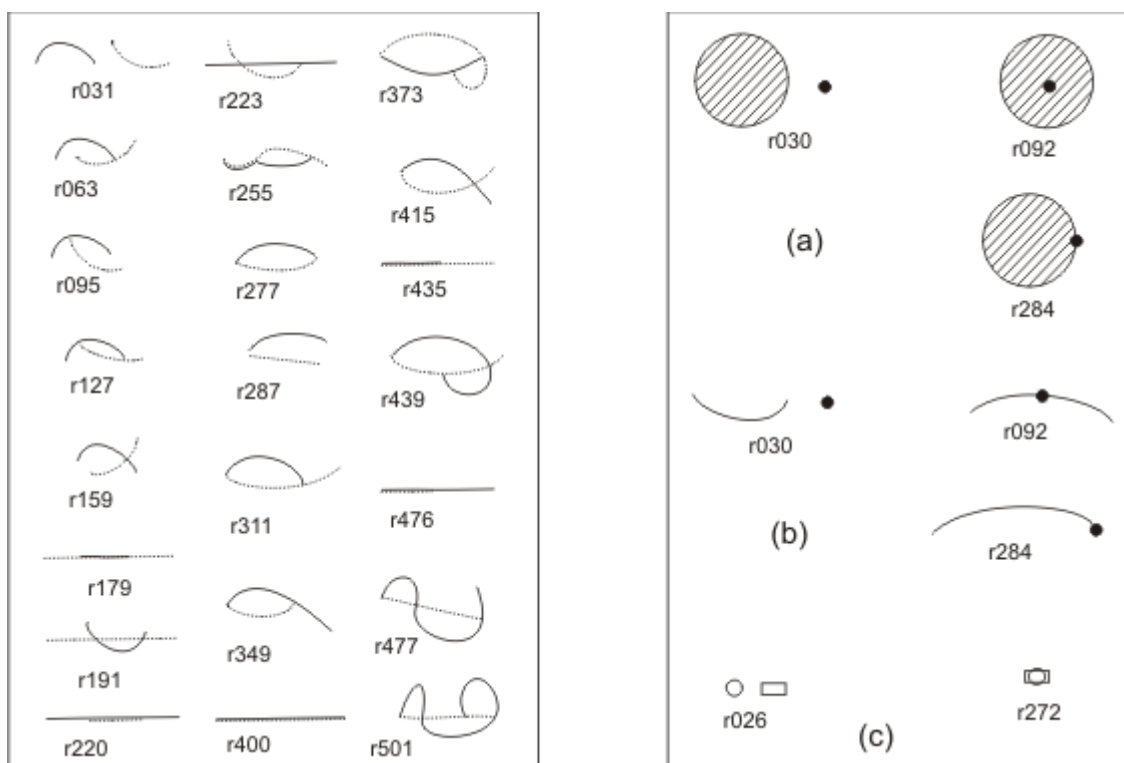 r031
r223
r373
r063
r255
r415
r095
r277
r435
r127
r287
r439
r159
r311
r476
r179
r349
r477
r191
r220
r400
r501
r030
r092
(a)
r284
r030
r092
(b)
r284
r026
r272
(c)